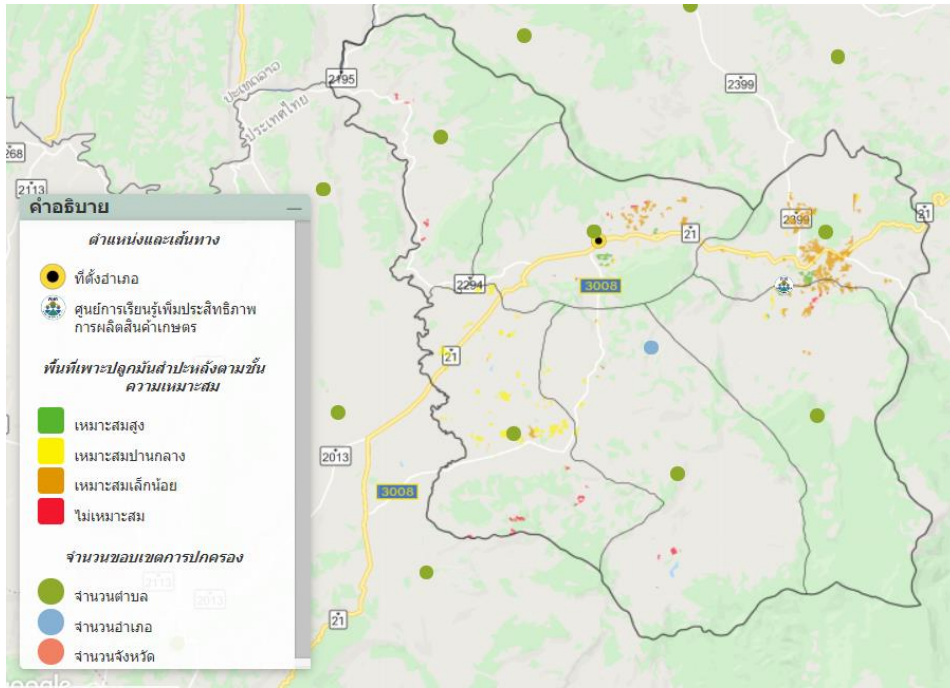 2195
ประเทศลาว
ประเทศไทย
2399
268
2113
2399
21
21
2294
3008
21
2013
3008
21
คำอธิบาย
ตำแหน่งและเส้นทาง
ที่ตั้งอำเภอ
ศูนย์การเรียนรู้เพิ่มประสิทธิภาพ
การผลิตสินค้าเกษตร
พื้นที่เพาะปลูกมันสำปะหลังตามชั้น
ความเหมาะสม
เหมาะสมสูง
เหมาะสมปานกลาง
เหมาะสมเล็กน้อย
ไม่เหมาะสม
จำนวนขอบเขตการปกครอง
จำนวนตำบล
จำนวนอำเภอ
จำนวนจังหวัด
2113
2013